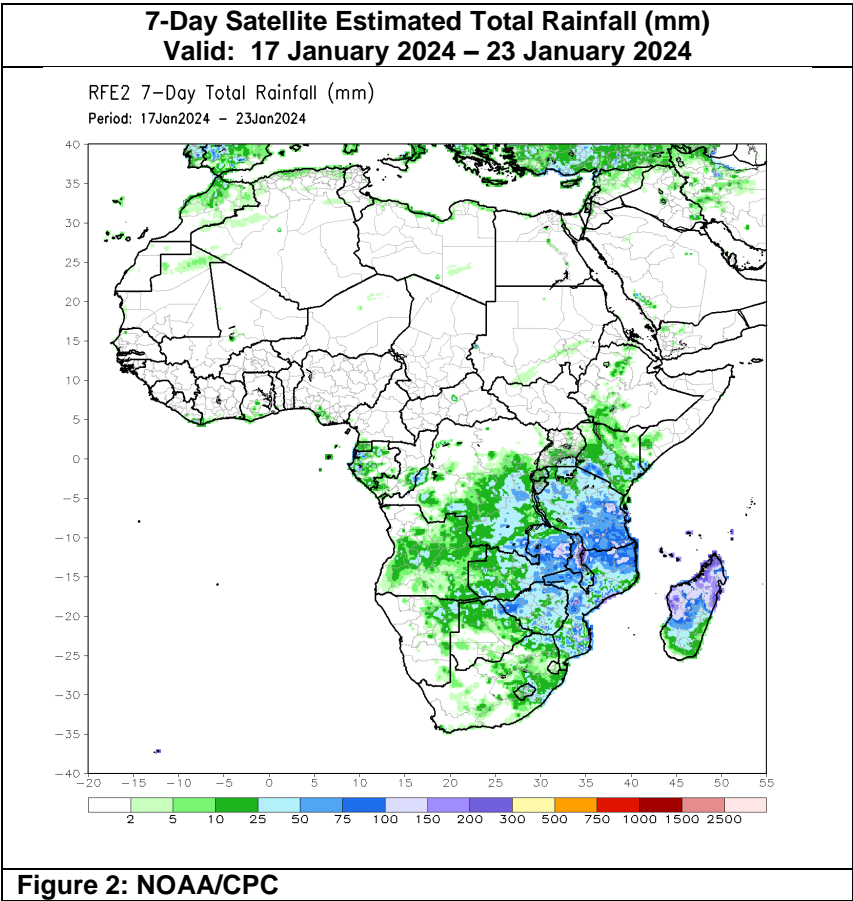 7-Day Satellite Estimated Total Rainfall (mm)
Valid: 17 January 2024 – 23 January 2024
RFE2 7-Day Total Rainfall (mm)
Period: 17Jan2024 - 23Jan2024
40
35
30
25
20
15
10
5
0
-5
-10
-15
-20
-25
-30
-35
-40
-20 -15 -10 -5 0 5 10 15 20 25 30 35 40 45 50 55
2 5 10 25 50 75 100 150 200 300 500 750 1000 1500 2500
Figure 2: NOAA/CPC